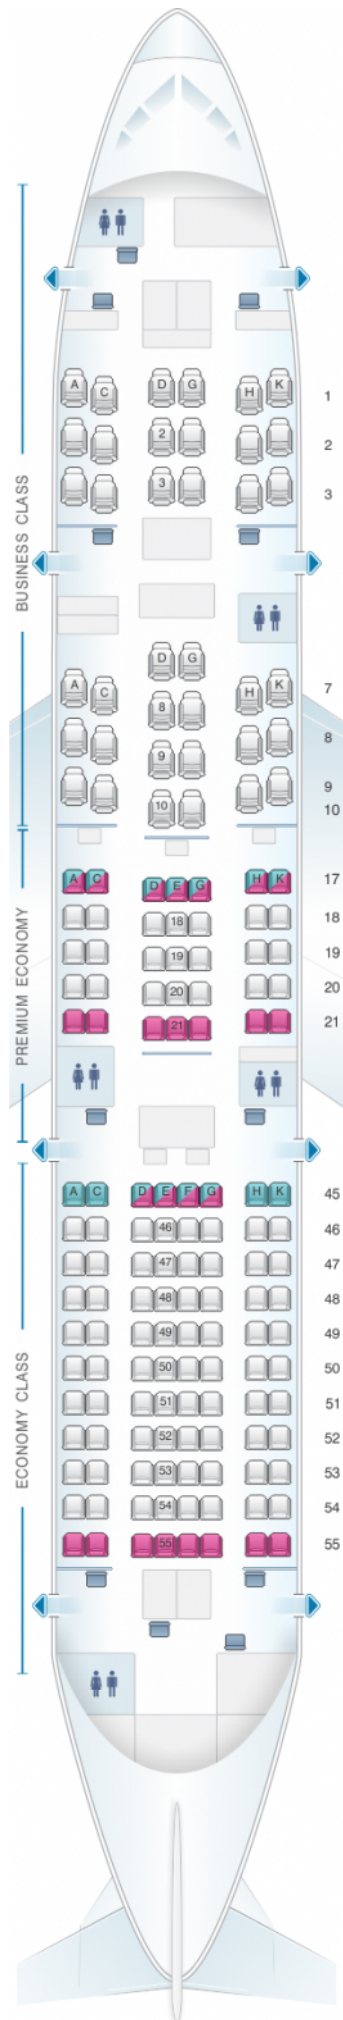 A C D G H K 1
2 2
3 3
BUSINESS CLASS
D G
A C H K 7
8 8
9 9
10 10
A C D E G H K 17
18 18
19 19
20 20
21 21
PREMIUM ECONOMY
A C D E F G H K 45
46 46
47 47
48 48
49 49
50 50
51 51
52 52
53 53
54 54
55 55
ECONOMY CLASS